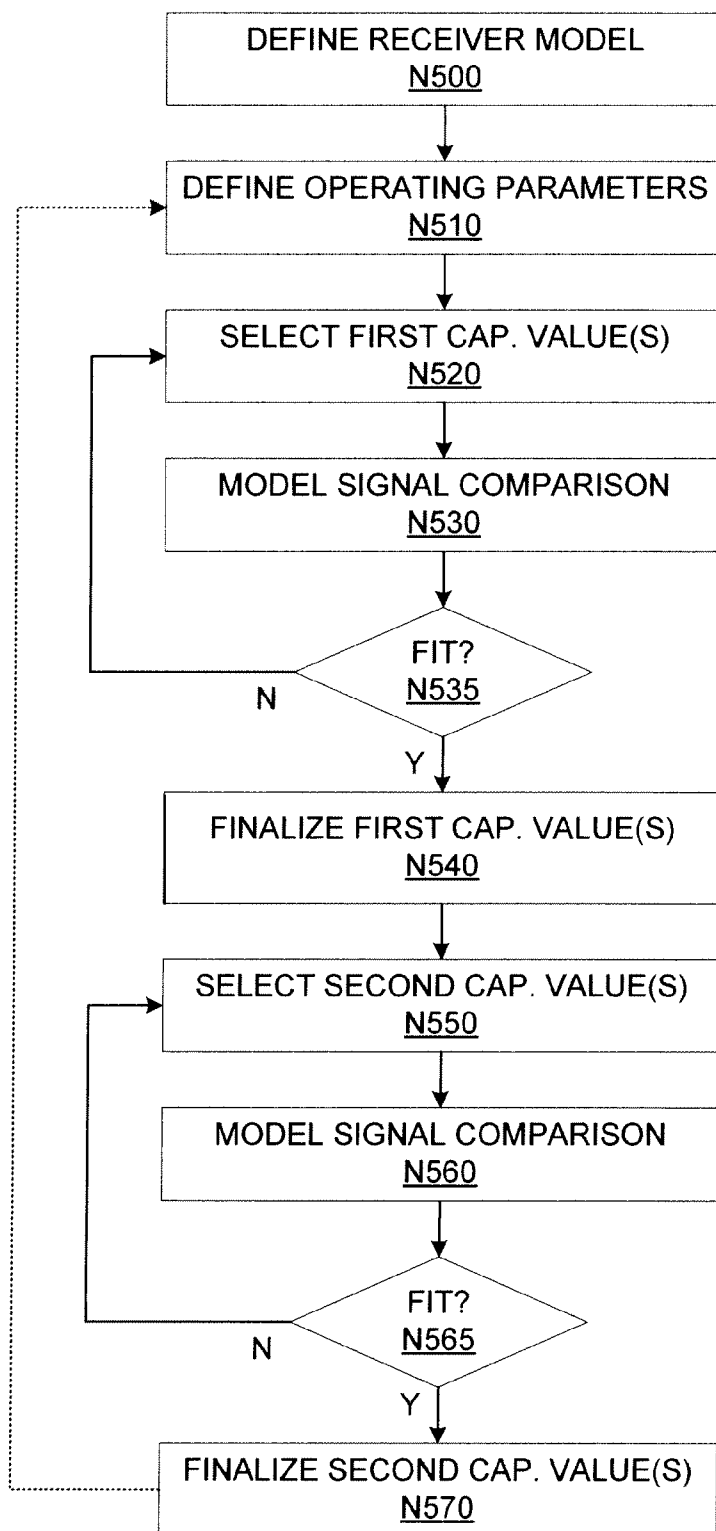 DEFINE RECEIVER MODEL
N500
DEFINE OPERATING PARAMETERS
N510
SELECT FIRST CAP. VALUE(S)
N520
MODEL SIGNAL COMPARISON
N530
FIT?
N535
N
Y
FINALIZE FIRST CAP. VALUE(S)
N540
SELECT SECOND CAP. VALUE(S)
N550
MODEL SIGNAL COMPARISON
N560
FIT?
N565
N
Y
FINALIZE SECOND CAP. VALUE(S)
N570